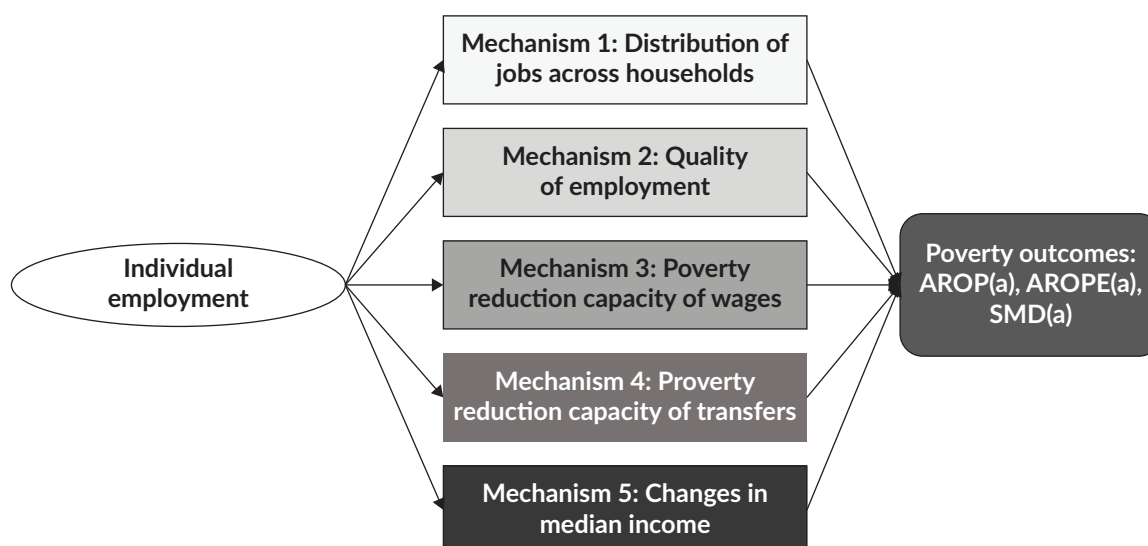 Mechanism 1: Distribution of
jobs across households
Mechanism 2: Quality
of employment
Individual
employment
Mechanism 3: Poverty
reduction capacity of wages
Poverty outcomes:
AROP(a), AROPE(a),
SMD(a)
Mechanism 4: Proverty
reduction capacity of transfers
Mechanism 5: Changes in
median income